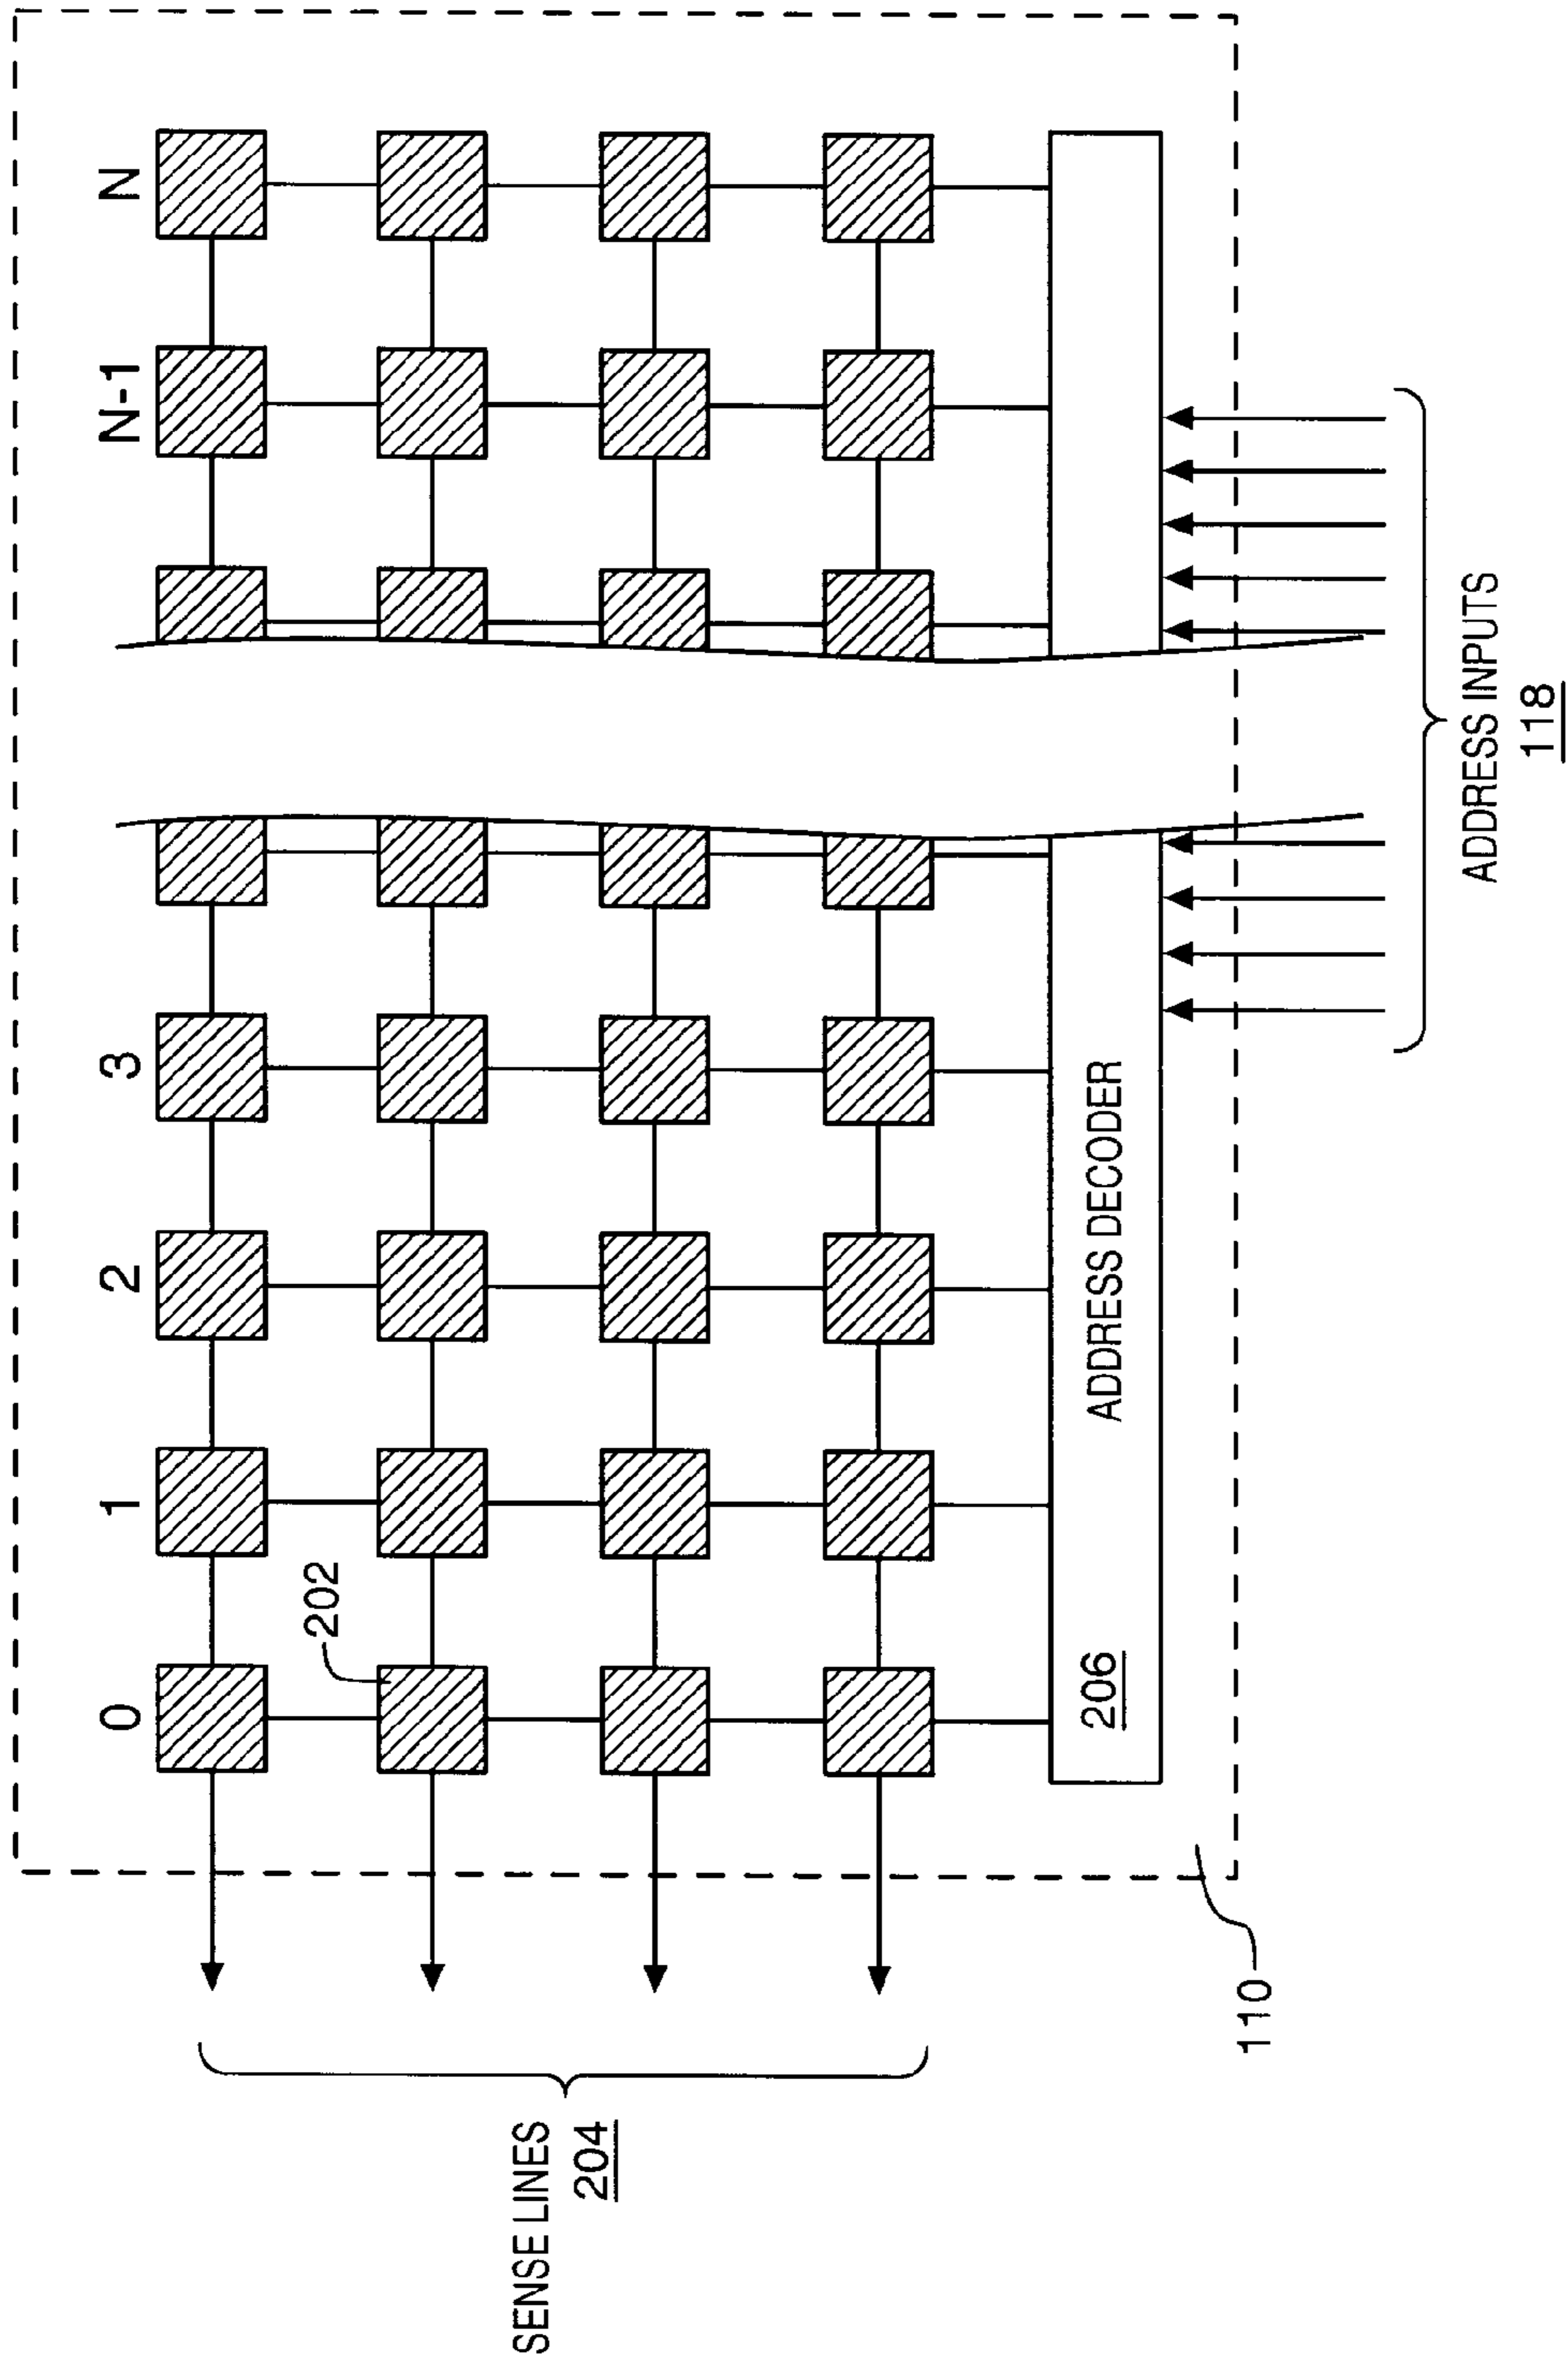 0
1
2
3
N-1
N
202
SENSE LINES
204
206
ADDRESS DECODER
110
ADDRESS INPUTS
118